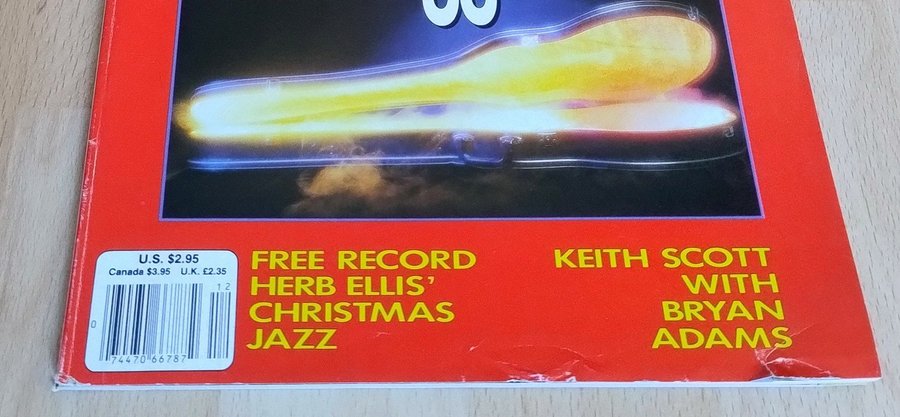 U.S. $2.95
Canada $3.95 U.K. £2.35
12
0
74470 66787
FREE RECORD
HERB ELLIS'
CHRISTMAS
JAZZ
KEITH SCOTT
WITH
BRYAN
ADAMS